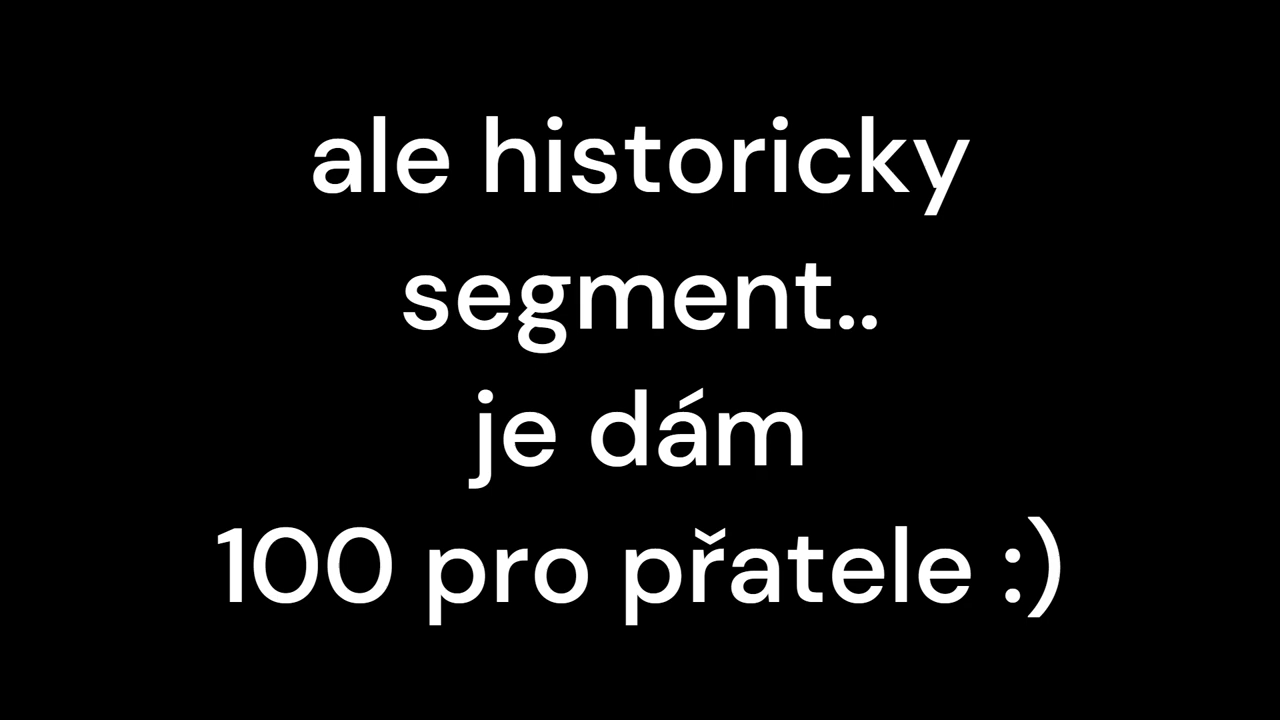 ale historicky
segment..
je dám
100 pro přatele :)